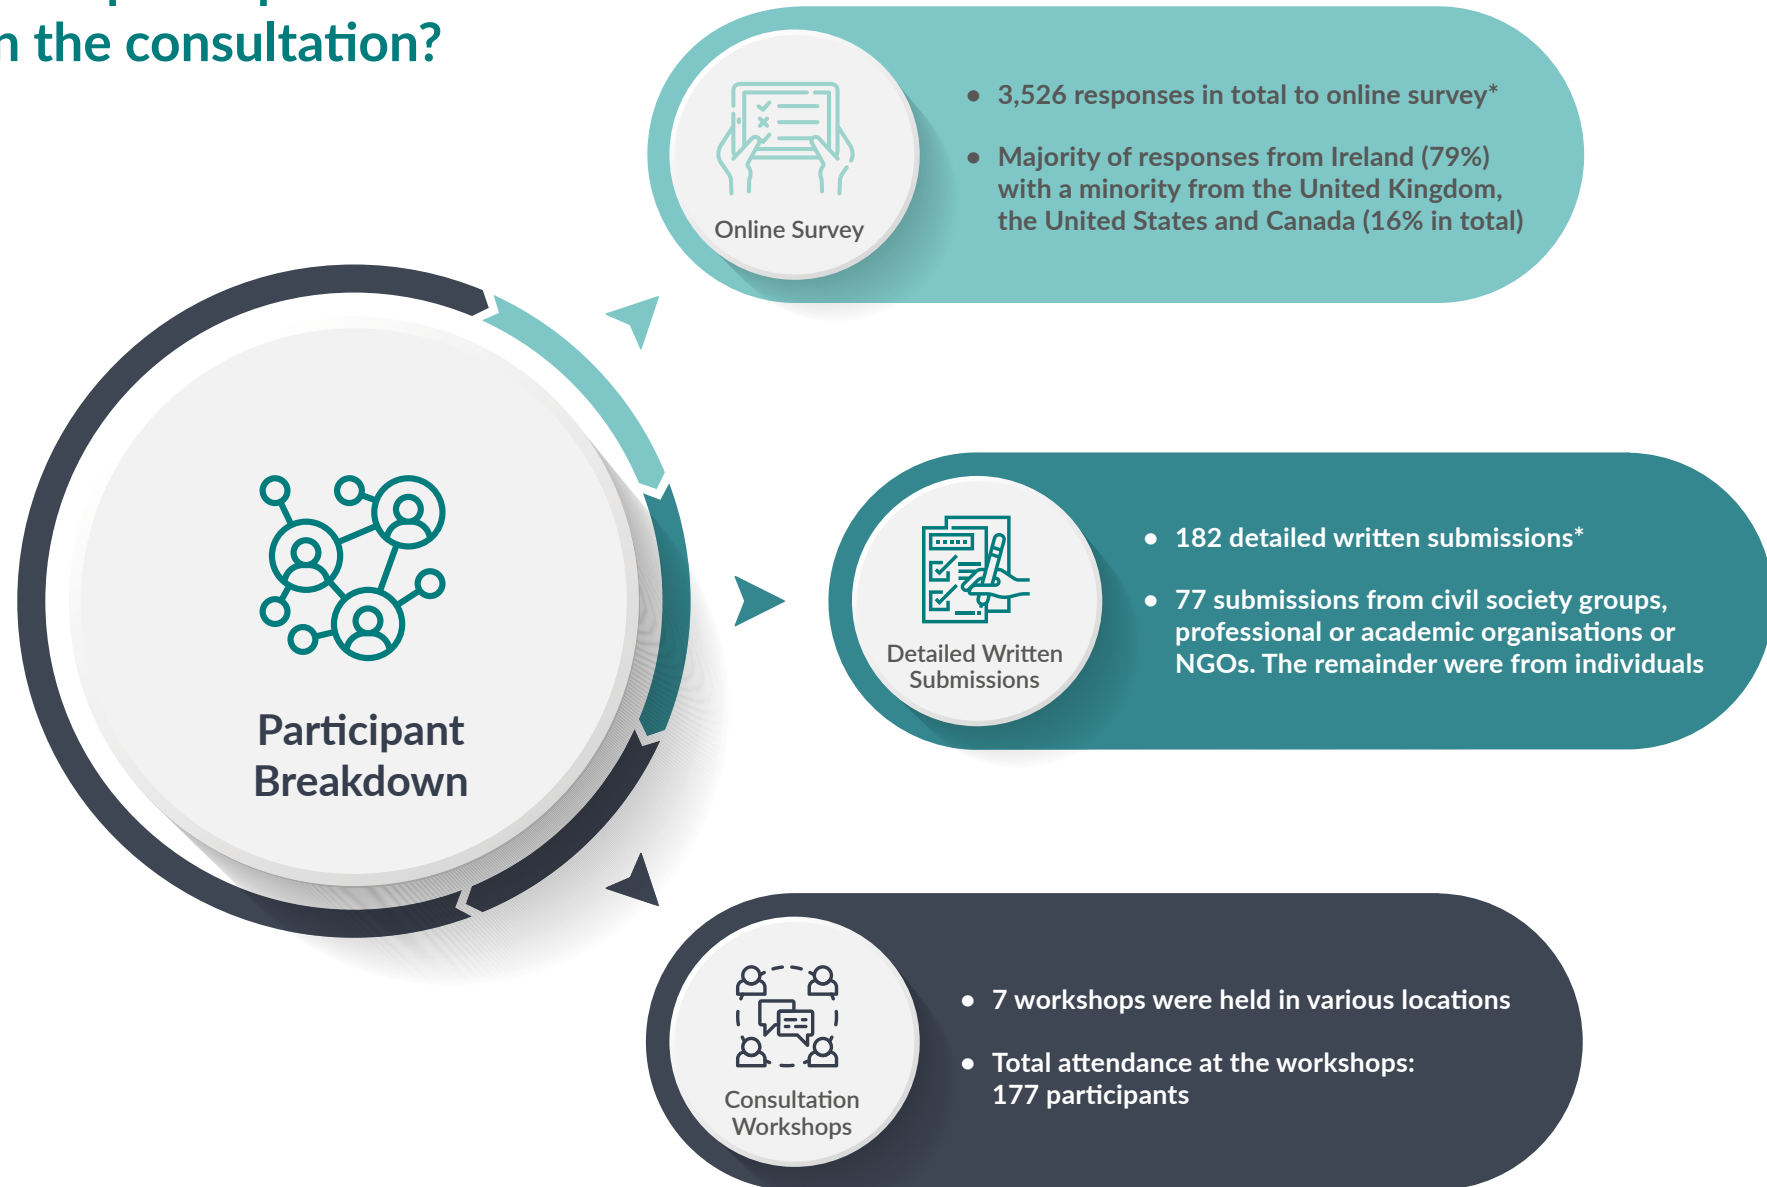 n the consultation?
● 3,526 responses in total to online survey*
● Majority of responses from Ireland (79%)
with a minority from the United Kingdom,
the United States and Canada (16% in total)
Online Survey
Participant
Breakdown
● 182 detailed written submissions*
● 77 submissions from civil society groups,
professional or academic organisations or
NGOs. The remainder were from individuals
Detailed Written
Submissions
● 7 workshops were held in various locations
● Total attendance at the workshops:
177 participants
Consultation
Workshops